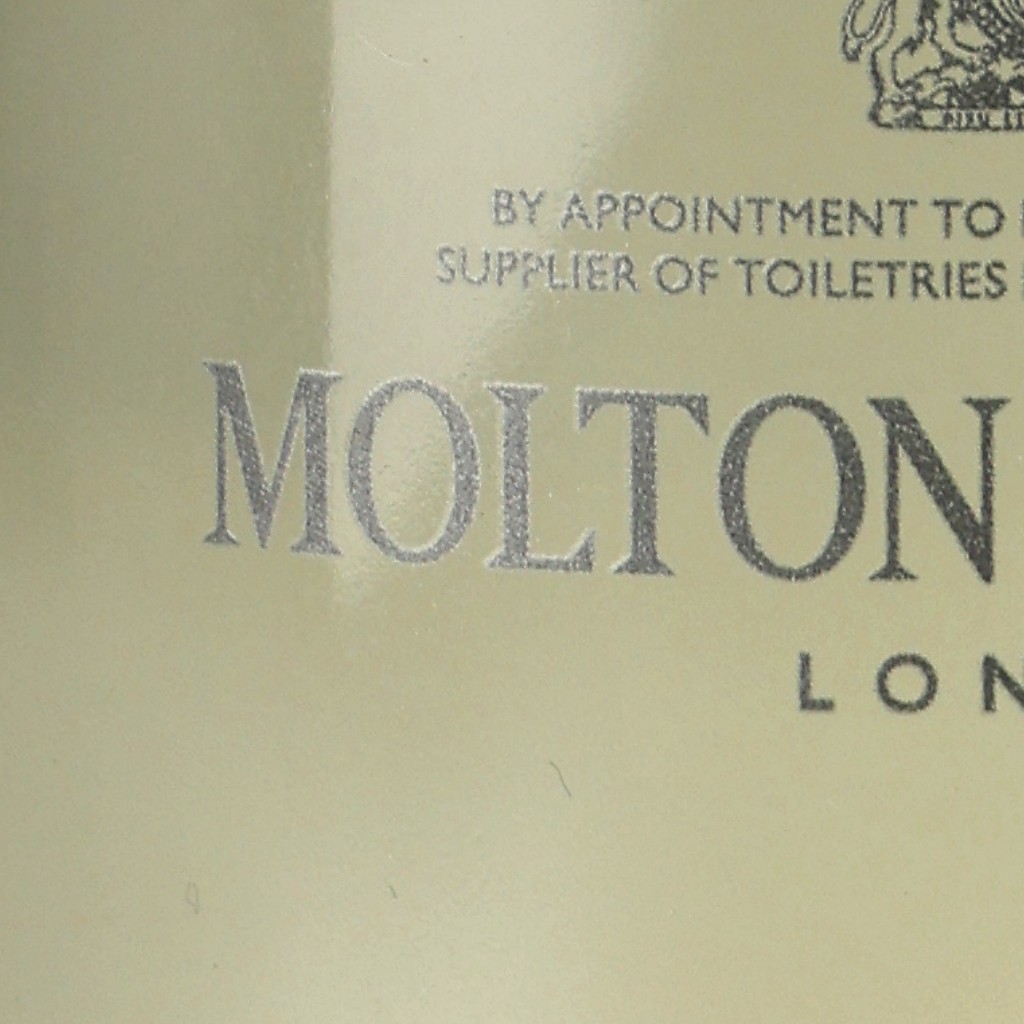 BY APPOINTMENT TO
SUPPLIER OF TOILETRIES
MOLTON
LON